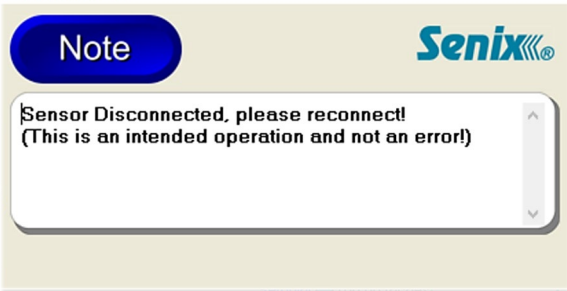 Note
Senix®
Sensor Disconnected, please reconnect!
(This is an intended operation and not an error!)